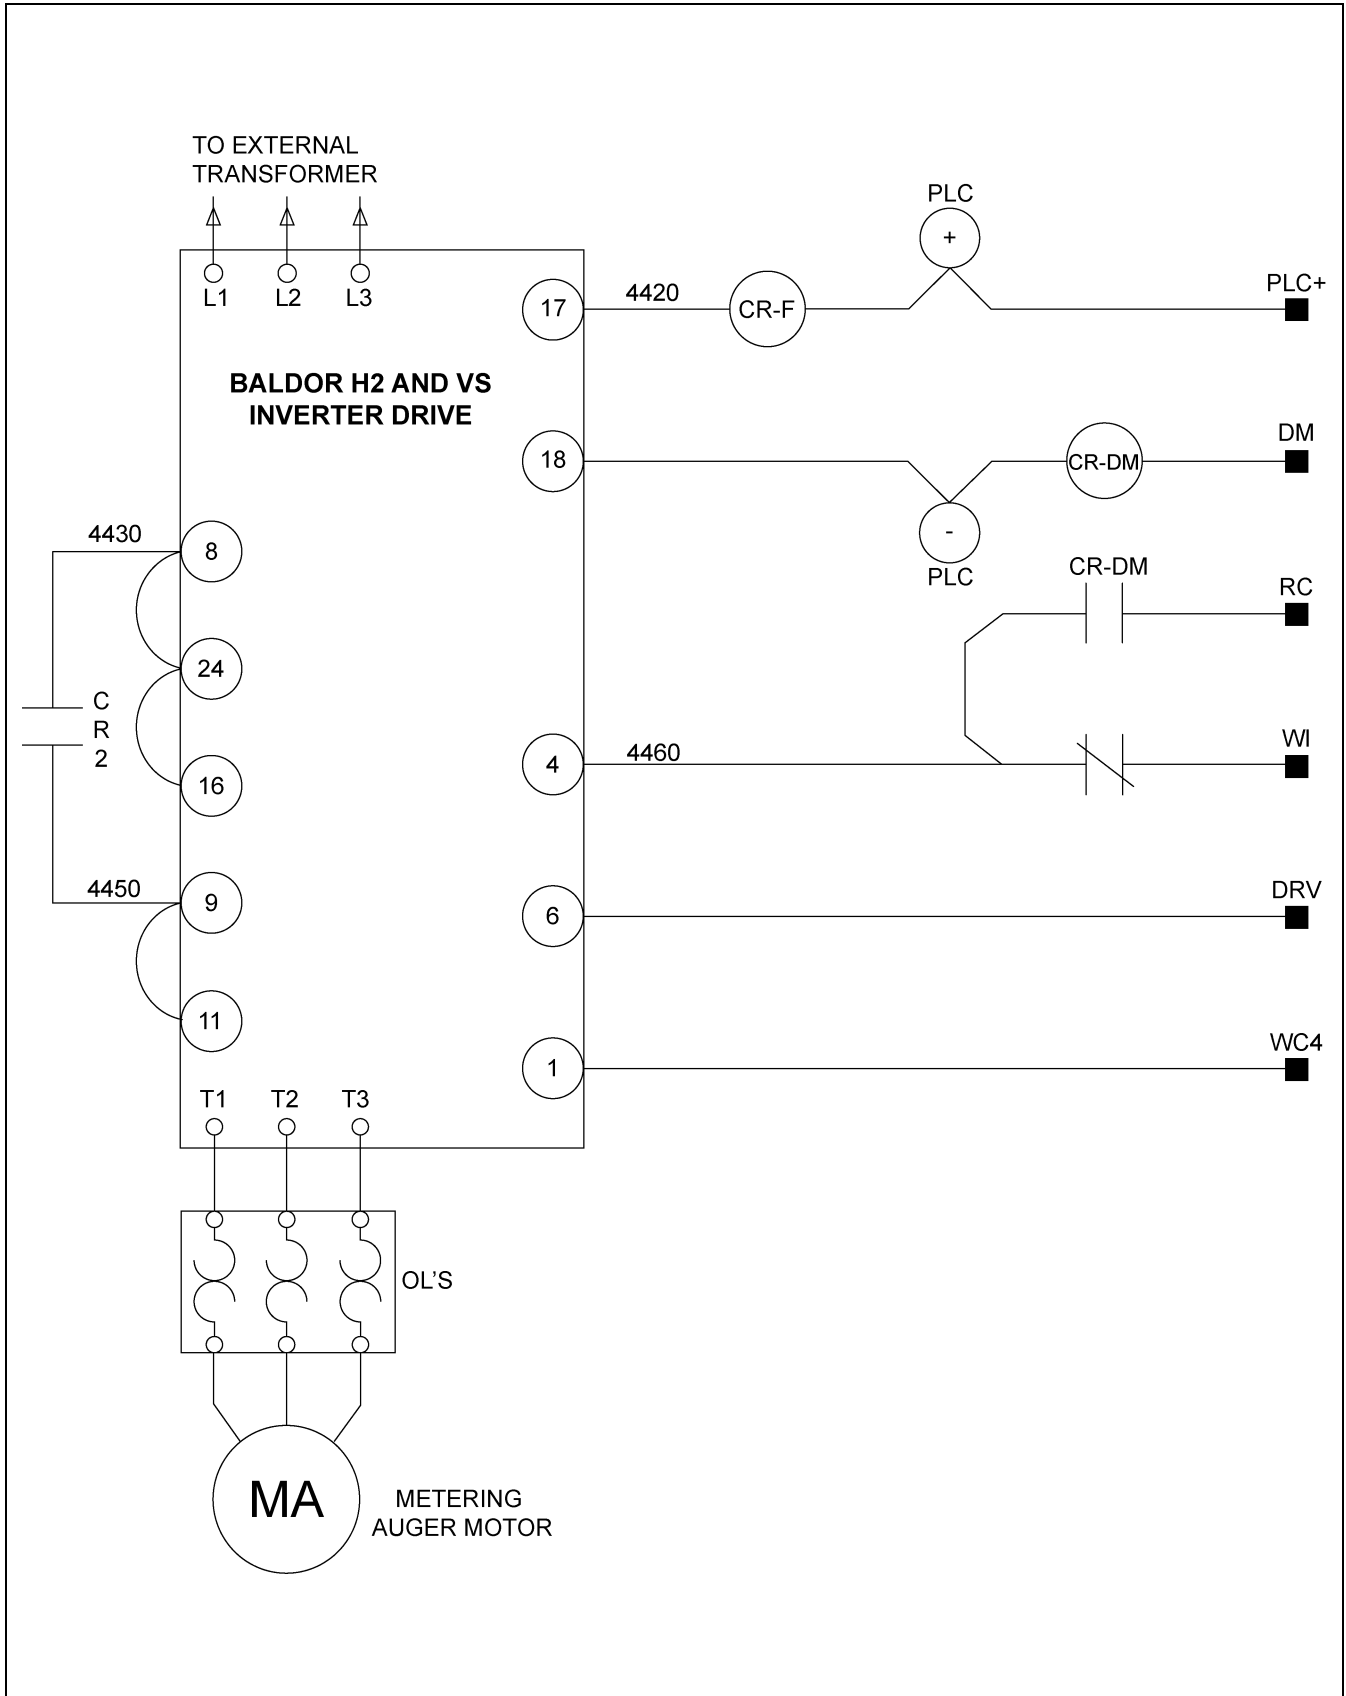 TO EXTERNAL
TRANSFORMER
L1 L2 L3
BALDOR H2 AND VS
INVERTER DRIVE
17
4420
CR-F
PLC
+
PLC+
18
-
PLC
CR-DM
DM
4430
8
24
C
R
2
16
4450
9
11
CR-DM
RC
4
4460
WI
6
DRV
1
WC4
T1 T2 T3
OL'S
MA
METERING
AUGER MOTOR